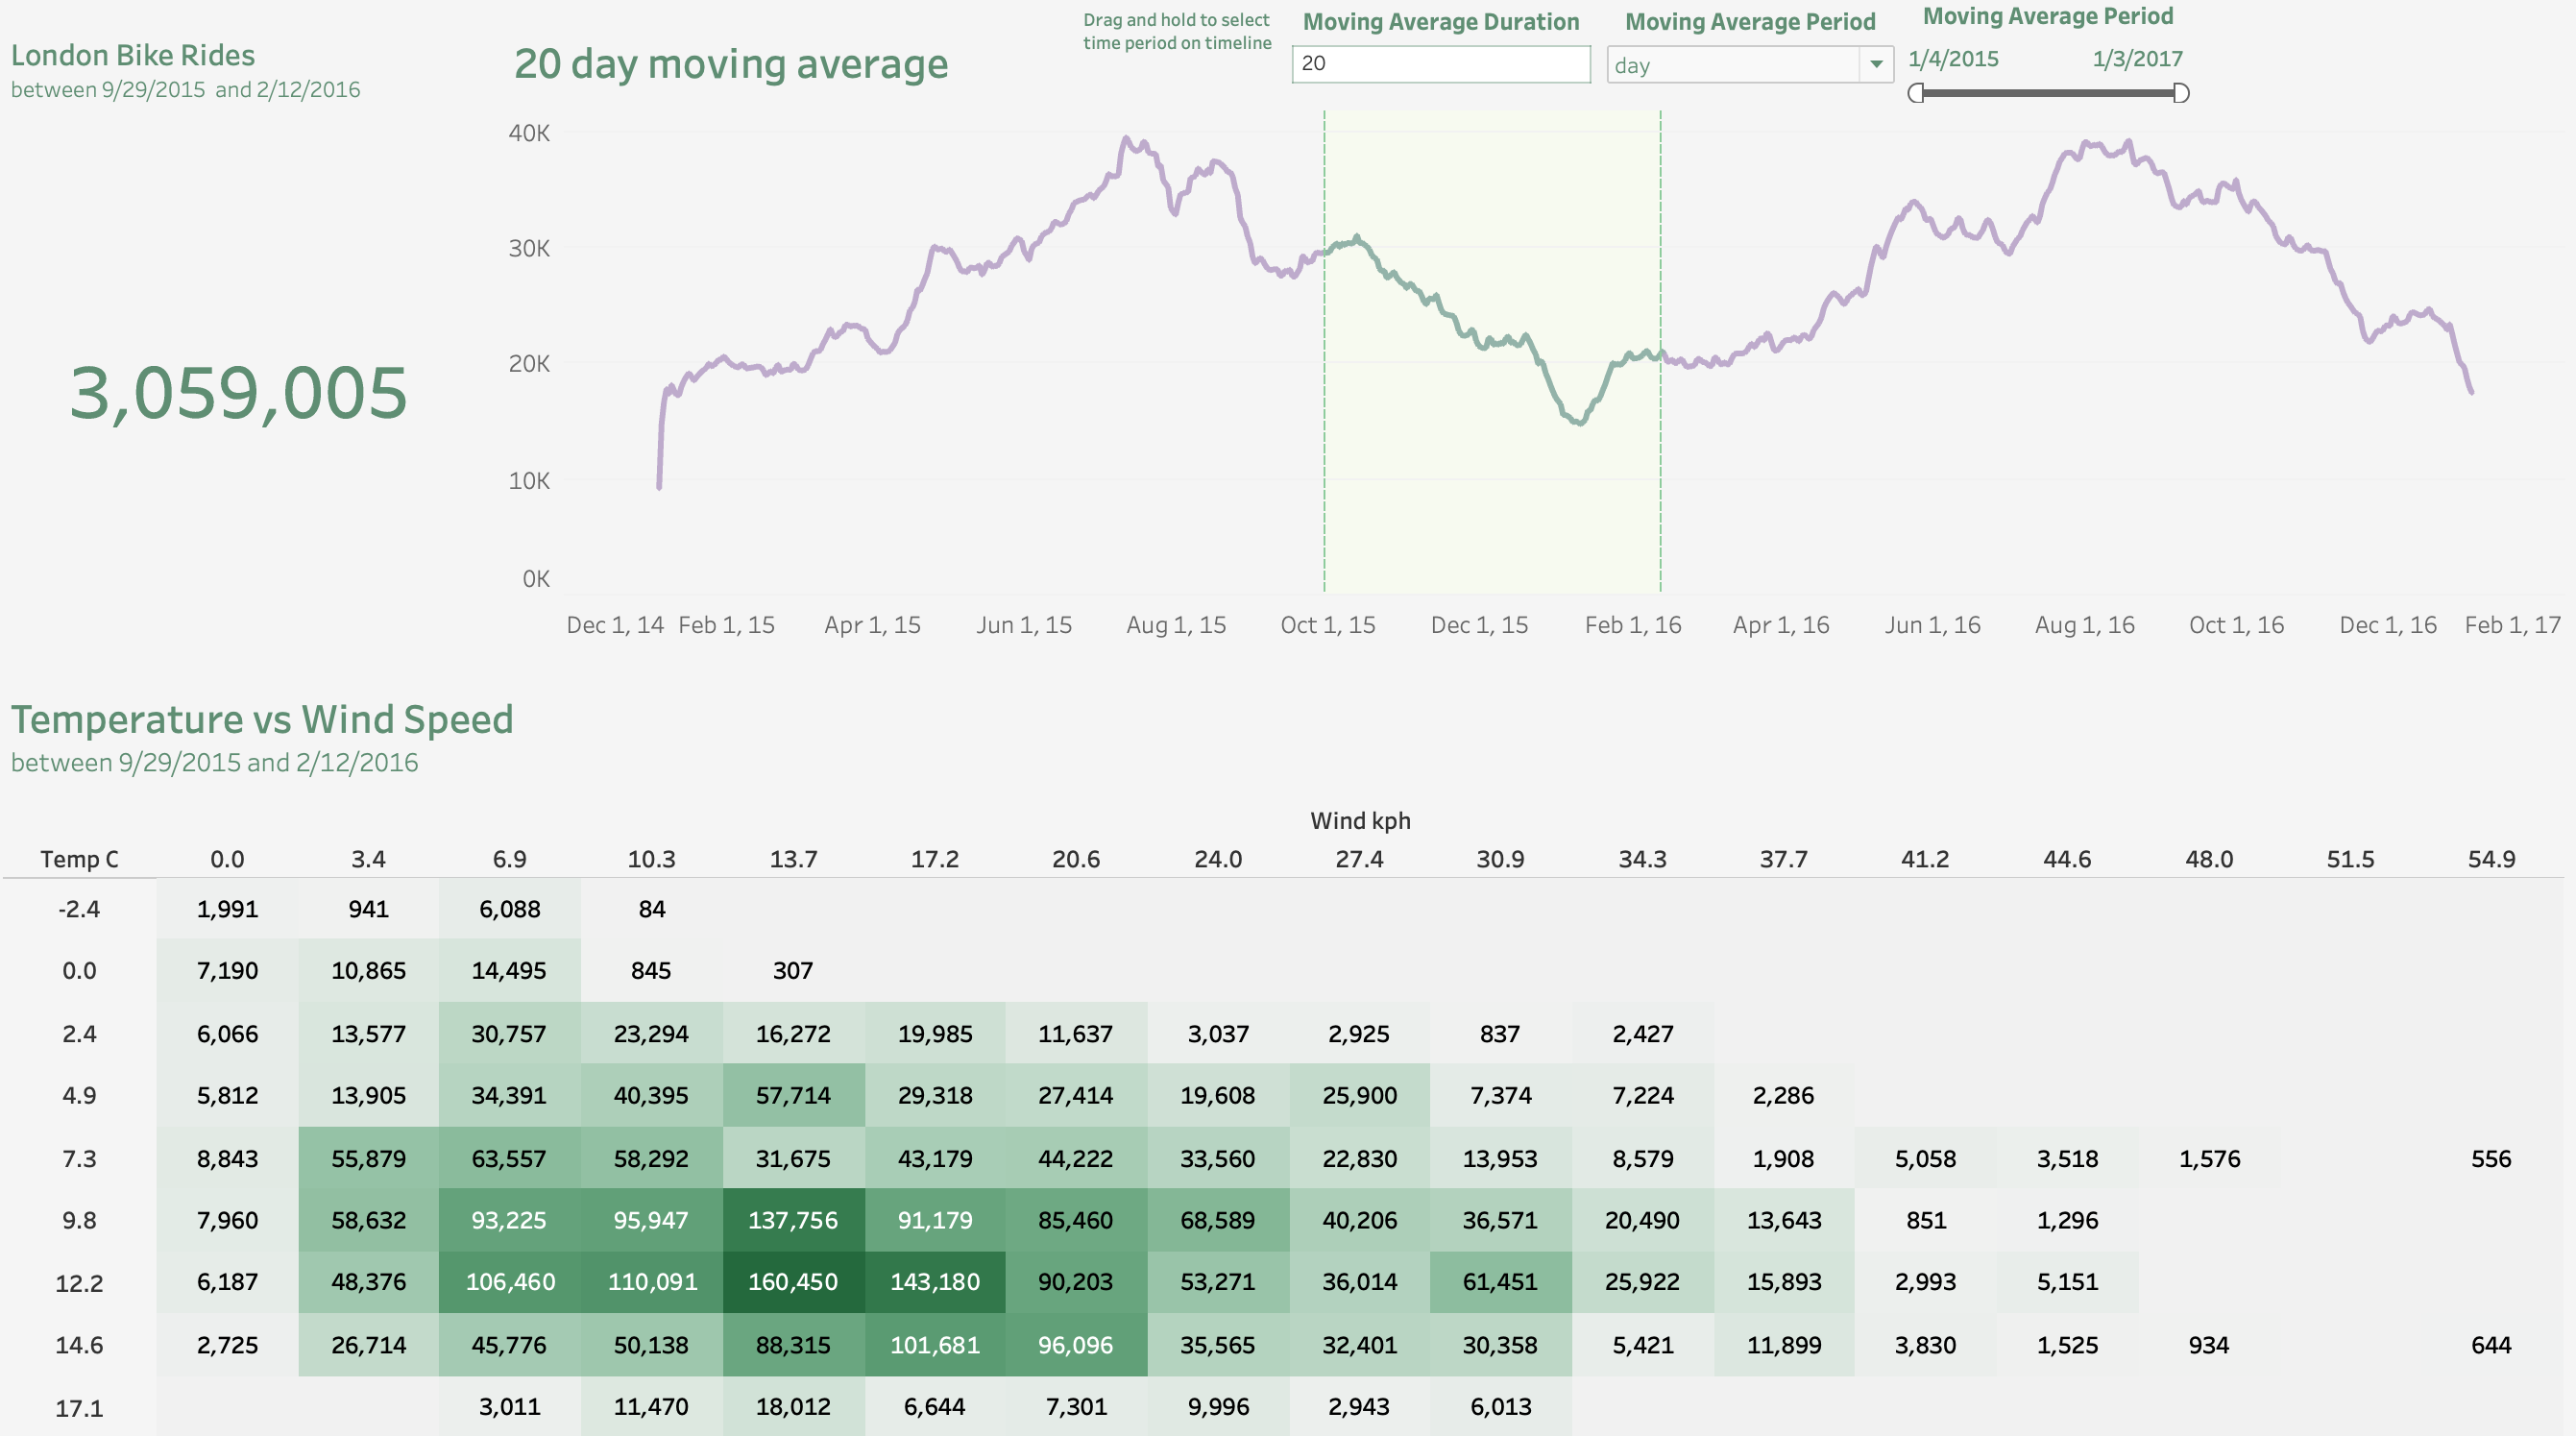 London Bike Rides
between 9/29/2015  and 2/12/2016
3,059,005
20 day moving average
Drag and hold to select
time period on timeline
Moving Average Duration
20
Moving Average Period
day
Moving Average Period
1/4/2015 1/3/2017
40K
30K
20K
10K
0K
Dec 1, 14 Feb 1, 15 Apr 1, 15 Jun 1, 15 Aug 1, 15 Oct 1, 15 Dec 1, 15 Feb 1, 16 Apr 1, 16 Jun 1, 16 Aug 1, 16 Oct 1, 16 Dec 1, 16 Feb 1, 17
Temperature vs Wind Speed
between 9/29/2015 and 2/12/2016
Wind kph
Temp C 0.0 3.4 6.9 10.3 13.7 17.2 20.6 24.0 27.4 30.9 34.3 37.7 41.2 44.6 48.0 51.5 54.9
-2.4 1,991 941 6,088 84
0.0 7,190 10,865 14,495 845 307
2.4 6,066 13,577 30,757 23,294 16,272 19,985 11,637 3,037 2,925 837 2,427
4.9 5,812 13,905 34,391 40,395 57,714 29,318 27,414 19,608 25,900 7,374 7,224 2,286
7.3 8,843 55,879 63,557 58,292 31,675 43,179 44,222 33,560 22,830 13,953 8,579 1,908 5,058 3,518 1,576 556
9.8 7,960 58,632 93,225 95,947 137,756 91,179 85,460 68,589 40,206 36,571 20,490 13,643 851 1,296
12.2 6,187 48,376 106,460 110,091 160,450 143,180 90,203 53,271 36,014 61,451 25,922 15,893 2,993 5,151
14.6 2,725 26,714 45,776 50,138 88,315 101,681 96,096 35,565 32,401 30,358 5,421 11,899 3,830 1,525 934 644
17.1 3,011 11,470 18,012 6,644 7,301 9,996 2,943 6,013